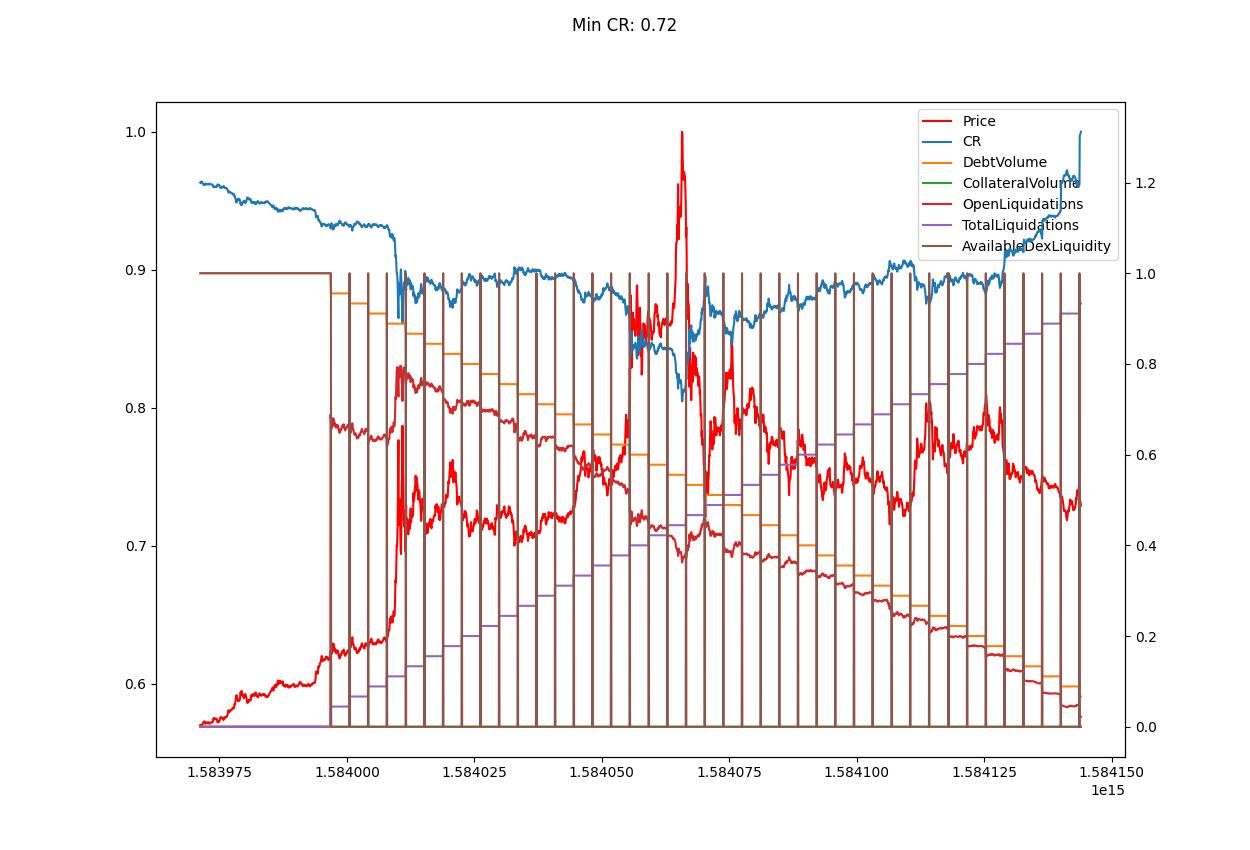 Min CR: 0.72
Price
CR
DebtVolume
CollateralVolume
OpenLiquidations
TotalLiquidations
AvailableDexLiquidity
1.0
0.9
0.8
0.7
0.6
1.2
1.0
0.8
0.6
0.4
0.2
0.0
1.583975 1.584000 1.584025 1.584050 1.584075 1.584100 1.584125 1.584150
1e15